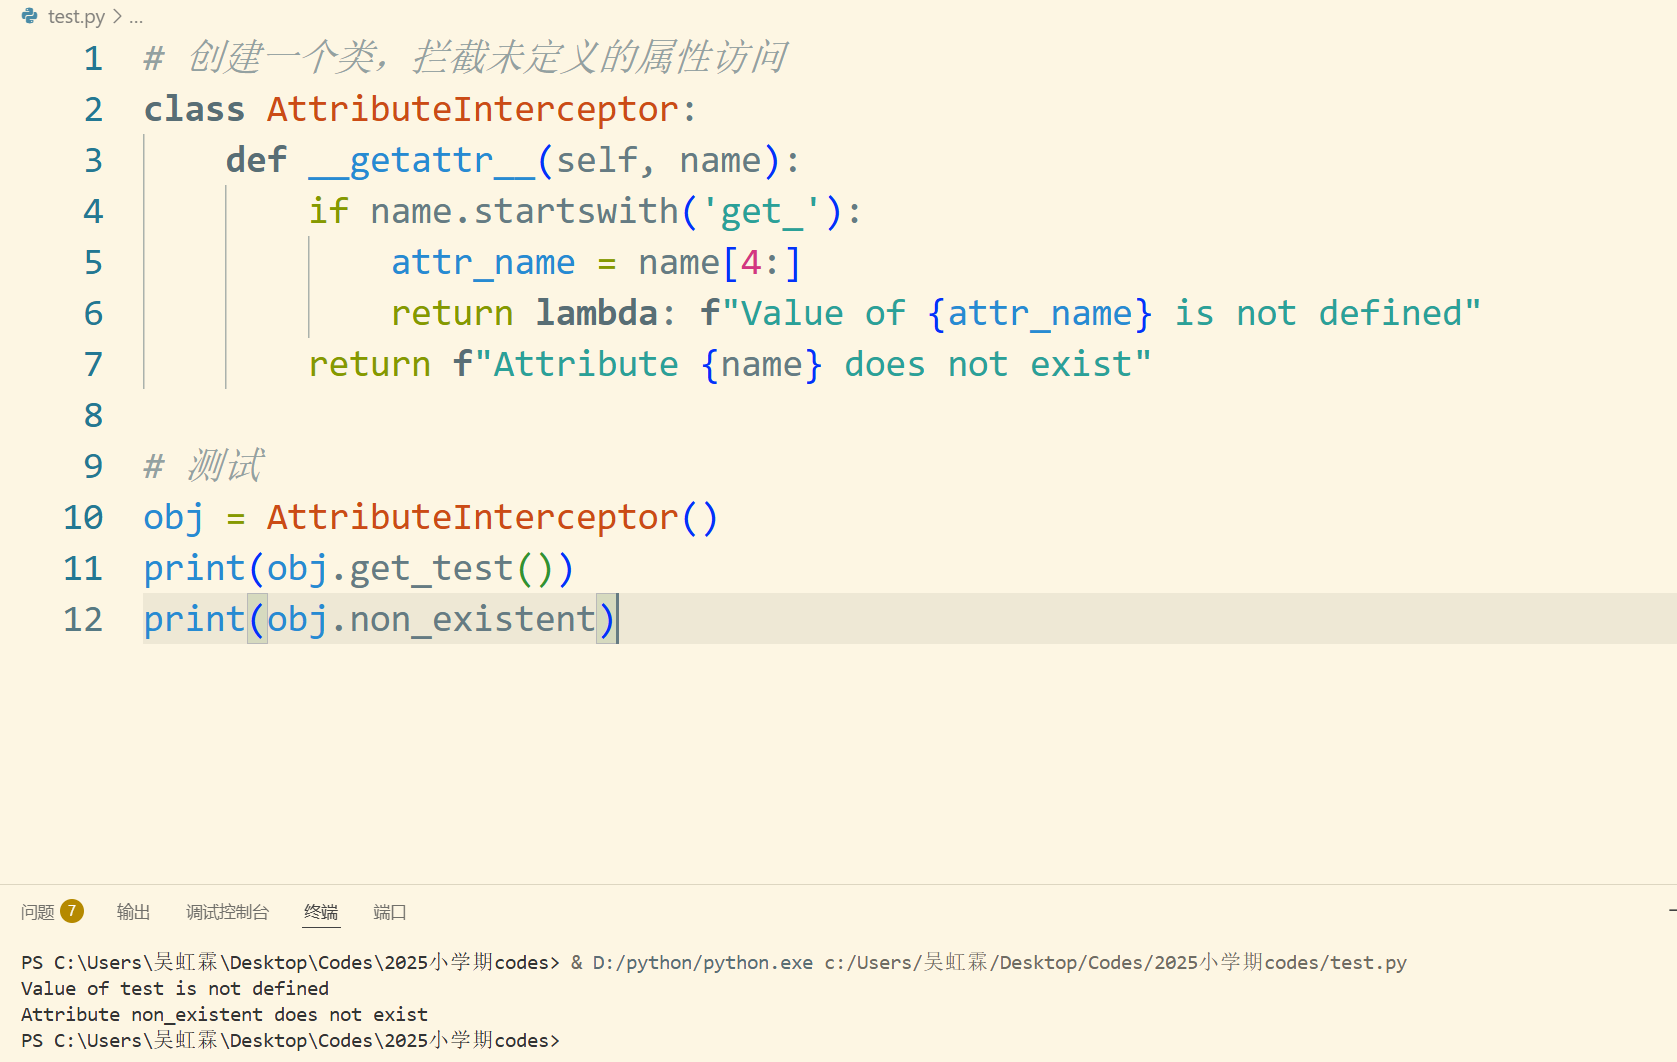 test.py > ...
1 # 创建一个类，拦截未定义的属性访问
2 class AttributeInterceptor:
3     def __getattr__(self, name):
4         if name.startswith('get_'):
5             attr_name = name[4:]
6             return lambda: f"Value of {attr_name} is not defined"
7         return f"Attribute {name} does not exist"
8
9 # 测试
10 obj = AttributeInterceptor()
11 print(obj.get_test())
12 print(obj.non_existent)
问题 7 输出 调试控制台 终端 端口
PS C:\Users\吴虹霖\Desktop\Codes\2025小学期codes> & D:/python/python.exe c:/Users/吴虹霖/Desktop/Codes/2025小学期codes/test.py
Value of test is not defined
Attribute non_existent does not exist
PS C:\Users\吴虹霖\Desktop\Codes\2025小学期codes>